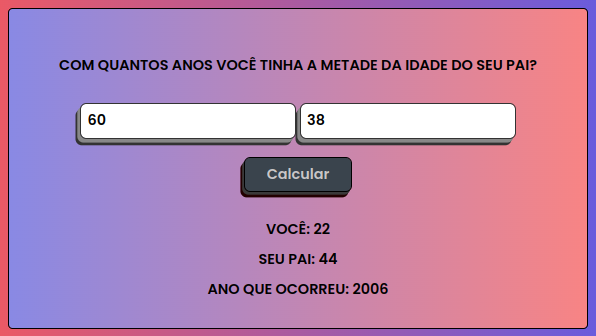 COM QUANTOS ANOS VOCÊ TINHA A METADE DA IDADE DO SEU PAI?
60 38
Calcular
VOCÊ: 22
SEU PAI: 44
ANO QUE OCORREU: 2006